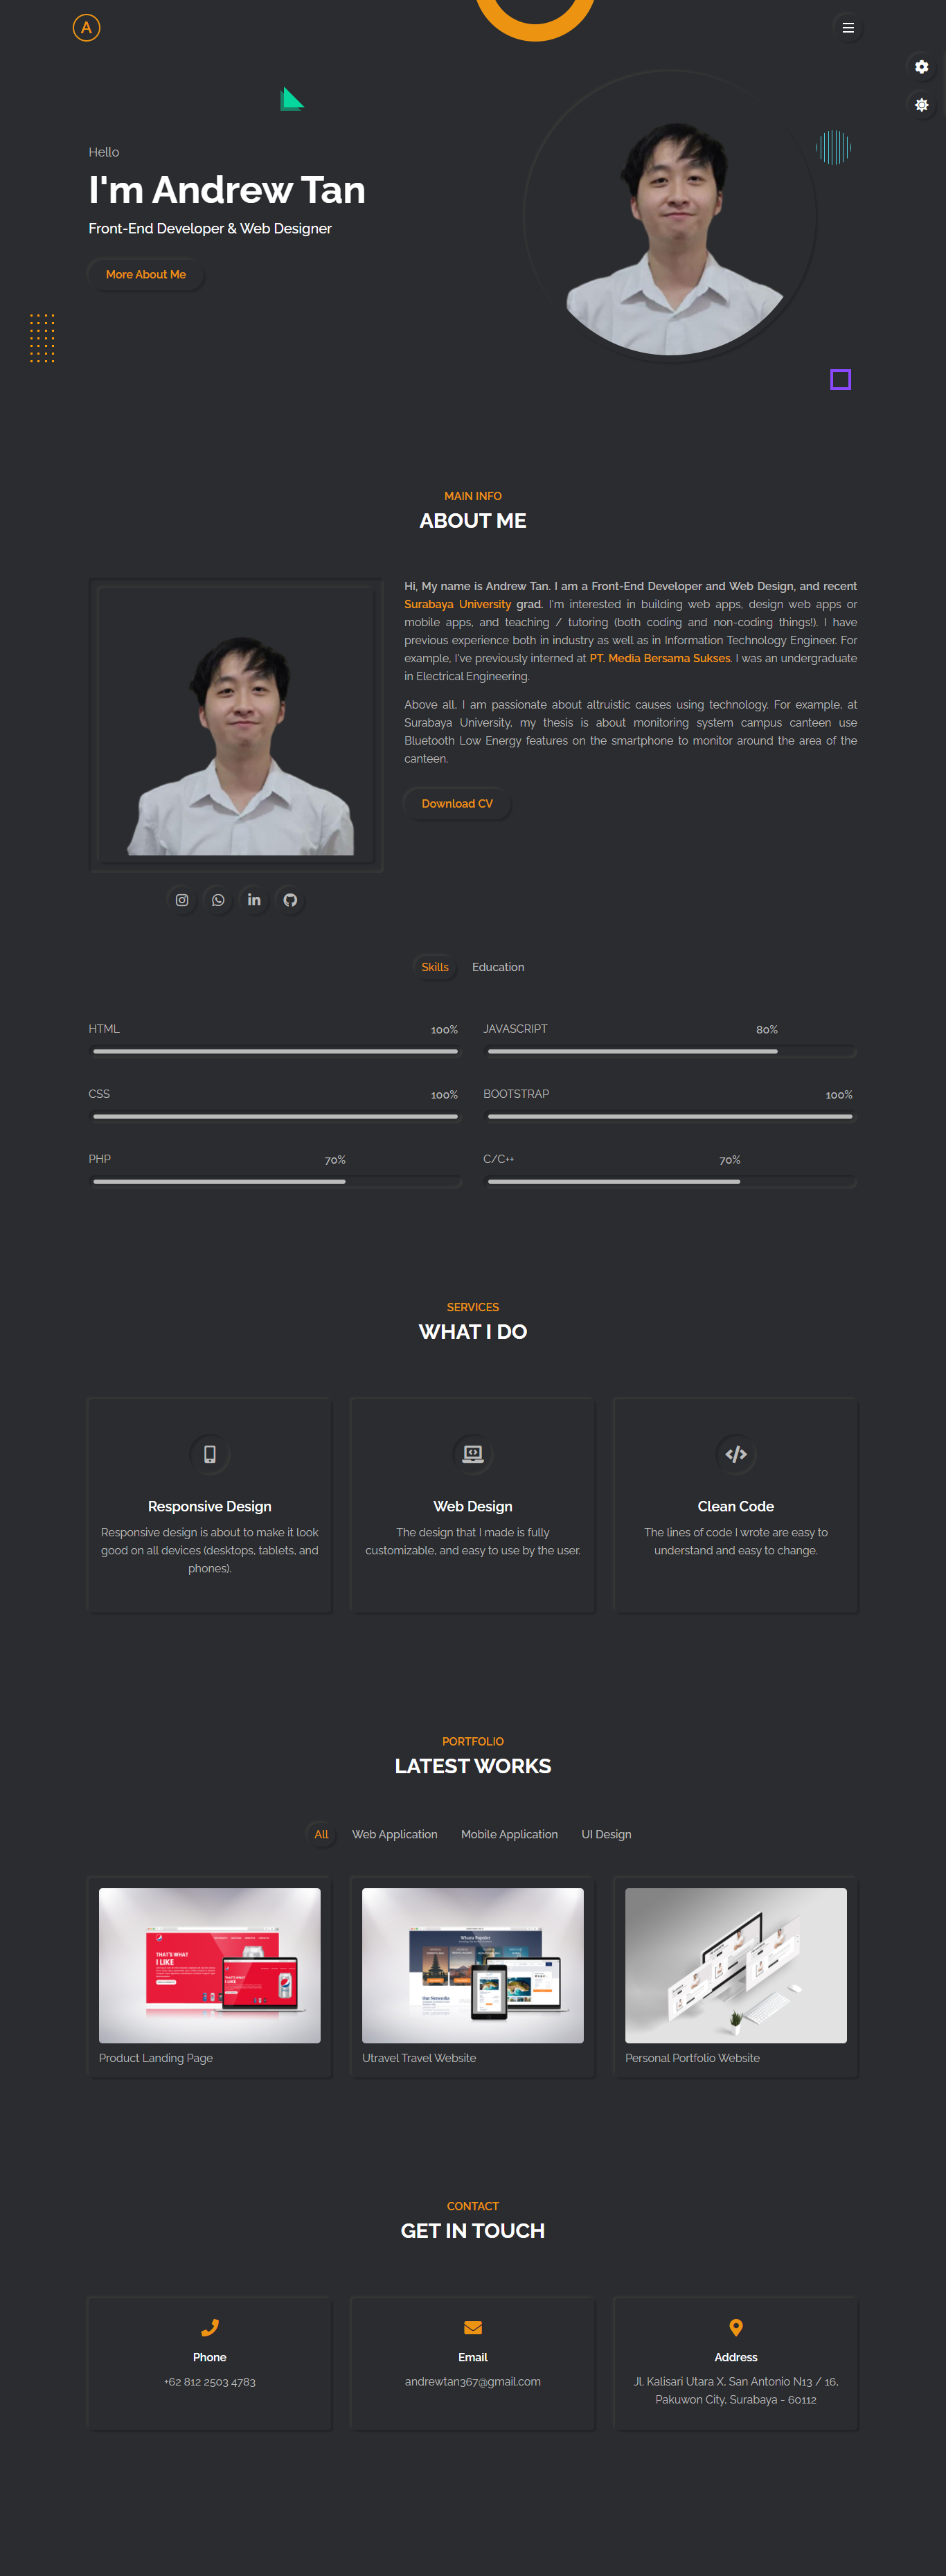 A
Hello
I'm Andrew Tan
Front-End Developer & Web Designer
More About Me
MAIN INFO
ABOUT ME
Hi, My name is Andrew Tan. I am a Front-End Developer and Web Design, and recent
Surabaya University grad. I'm interested in building web apps, design web apps or
mobile apps, and teaching / tutoring (both coding and non-coding things!). I have
previous experience both in industry as well as in Information Technology Engineer. For
example, I've previously interned at PT. Media Bersama Sukses. I was an undergraduate
in Electrical Engineering.
Above all, I am passionate about altruistic causes using technology. For example, at
Surabaya University, my thesis is about monitoring system campus canteen use
Bluetooth Low Energy features on the smartphone to monitor around the area of the
canteen.
Download CV
Skills Education
HTML 100%
JAVASCRIPT 80%
CSS 100%
BOOTSTRAP 100%
PHP 70%
C/C++ 70%
SERVICES
WHAT I DO
Responsive Design
Responsive design is about to make it look
good on all devices (desktops, tablets, and
phones).
Web Design
The design that I made is fully
customizable, and easy to use by the user.
Clean Code
The lines of code I wrote are easy to
understand and easy to change.
PORTFOLIO
LATEST WORKS
All Web Application Mobile Application UI Design
THAT'S WHAT
I LIKE
Product Landing Page
Utravel Travel Website
Personal Portfolio Website
CONTACT
GET IN TOUCH
Phone
+62 812 2503 4783
Email
andrewtan367@gmail.com
Address
Jl. Kalisari Utara X, San Antonio N13 / 16,
Pakuwon City, Surabaya - 60112